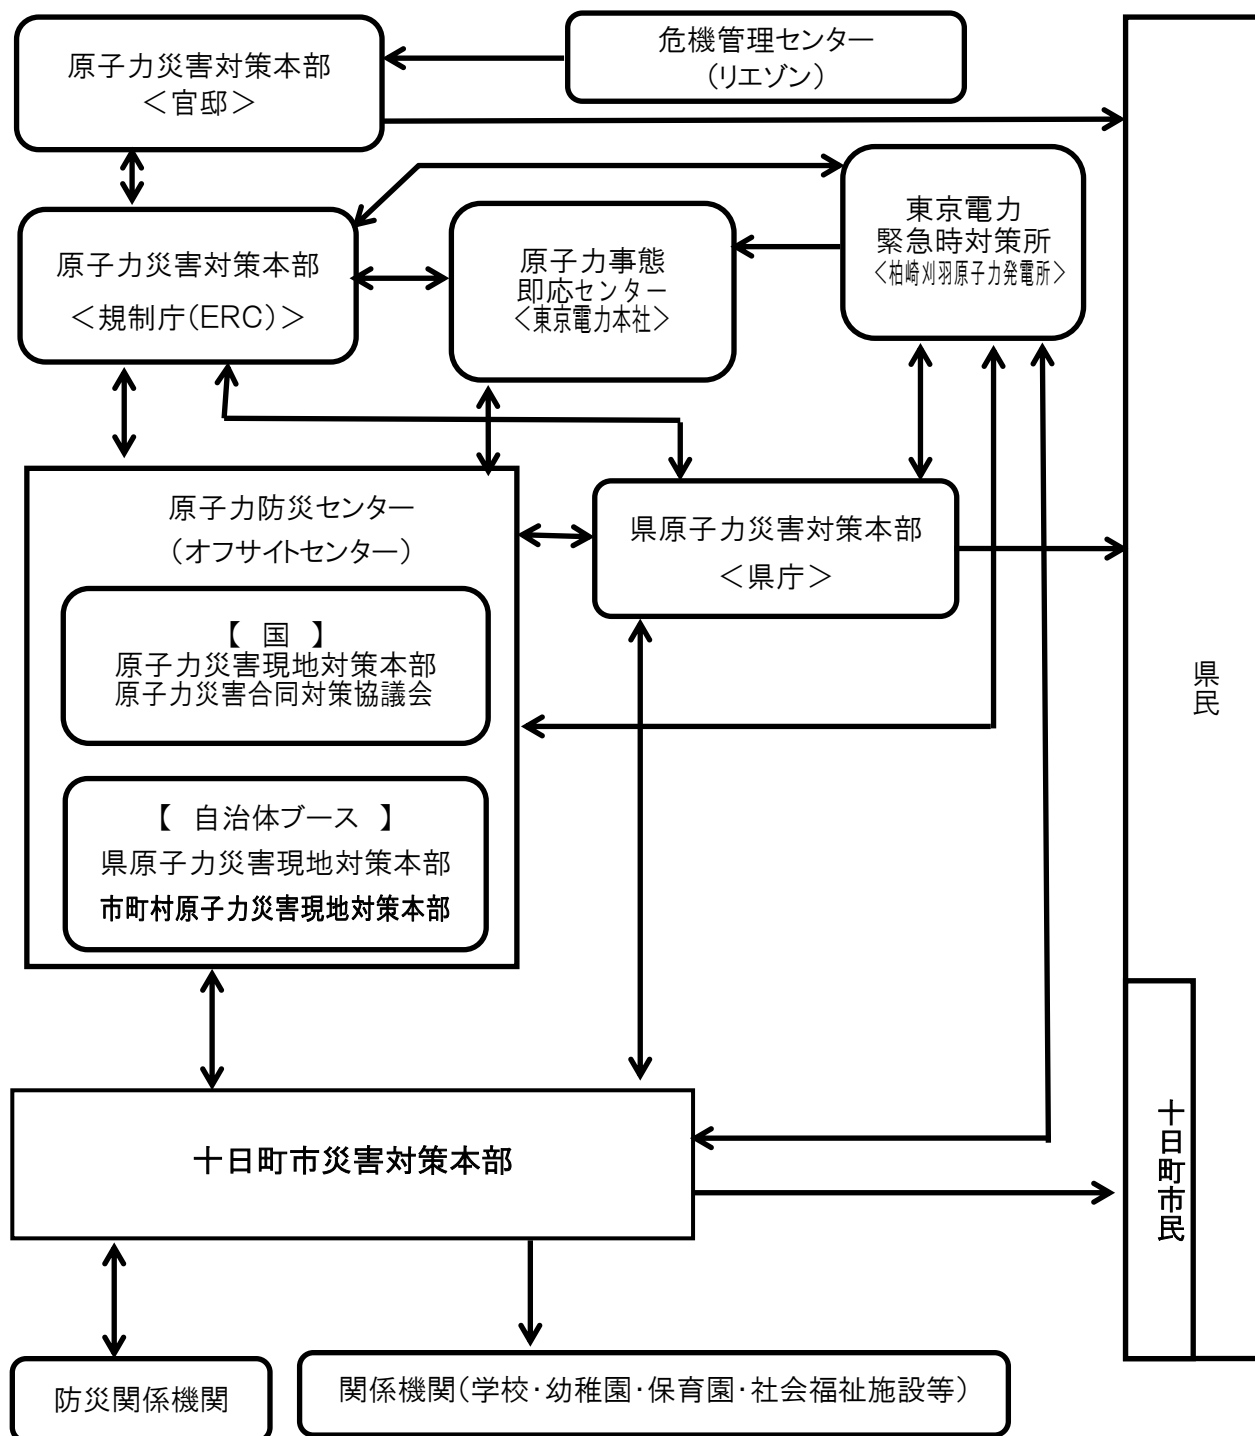 原子力災害対策本部
＜官邸＞
危機管理センター
（リエゾン）
原子力災害対策本部
＜規制庁（ERC）＞
原子力事態
即応センター
＜東京電力本社＞
東京電力
緊急時対策所
＜柏崎刈羽原子力発電所＞
原子力防災センター
（オフサイトセンター）
【　国　】
原子力災害現地対策本部
原子力災害合同対策協議会
【　自治体ブース　】
県原子力災害現地対策本部
市町村原子力災害現地対策本部
県原子力災害対策本部
＜県庁＞
県民
十日町市災害対策本部
十日町市民
防災関係機関
関係機関（学校・幼稚園・保育園・社会福祉施設等）